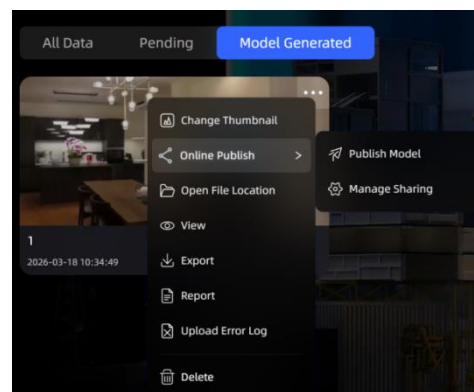 All Data Pending Model Generated
Change Thumbnail
Online Publish >
Publish Model
Open File Location
Manage Sharing
View
1
2026-03-18 10:34:49
Export
Report
Upload Error Log
Delete